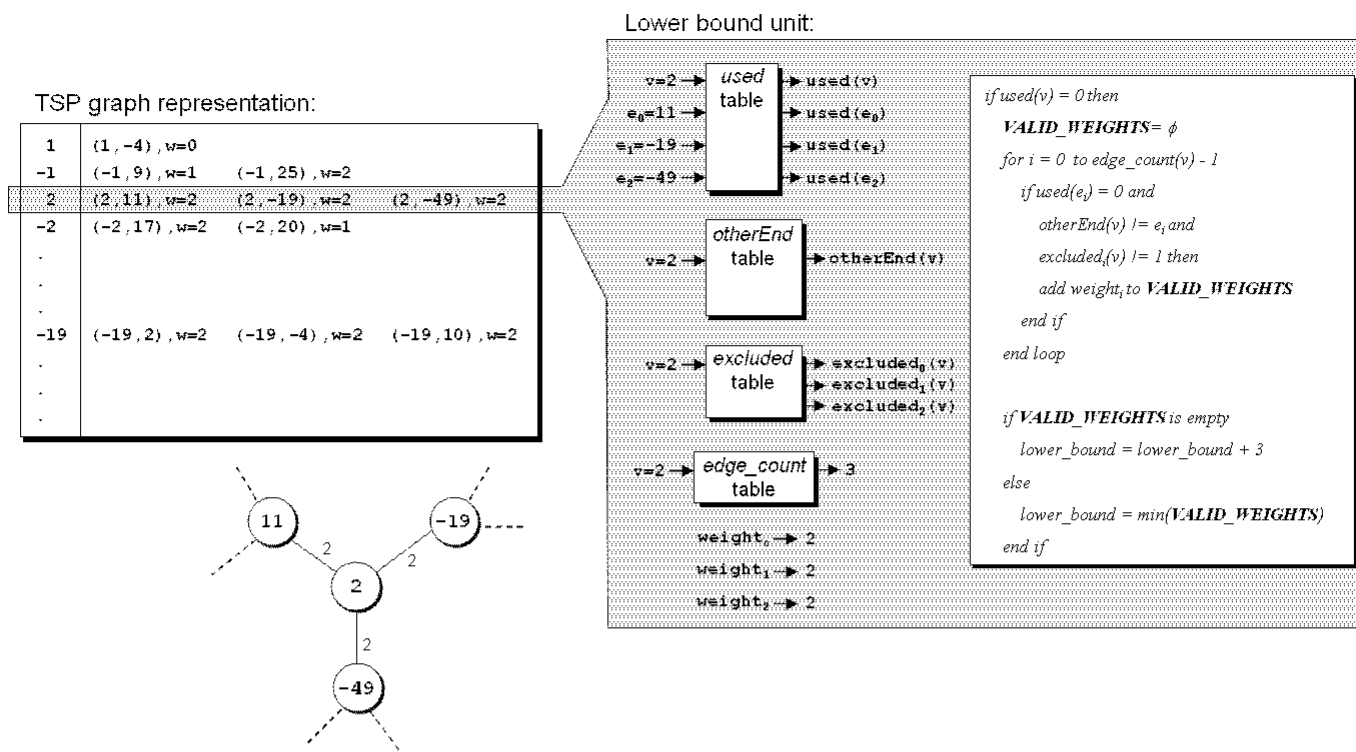 Lower bound unit:
TSP graph representation:
1 (1,-4),w=0
-1 (-1,9),w=1 (-1,25),w=2
2 (2,11),w=2 (2,-19),w=2 (2,-49),w=2
-2 (-2,17),w=2 (-2,20),w=1
.
.
.
-19 (-19,2),w=2 (-19,-4),w=2 (-19,10),w=2
.
.
.
11
-19
2
2
2
2
-49
v=2 used table used(v)
e₀=11 used(e₀)
e₁=-19 used(e₁)
e₂=-49 used(e₂)
v=2 otherEnd table otherEnd(v)
v=2 excluded table excluded₀(v)
excluded₁(v)
excluded₂(v)
v=2 edge_count table 3
weight₀ 2
weight₁ 2
weight₂ 2
if used(v) = 0 then
VALID_WEIGHTS = ϕ
for i = 0 to edge_count(v) - 1
if used(eᵢ) = 0 and
otherEnd(v) != eᵢ and
excludedᵢ(v) != 1 then
add weightᵢ to VALID_WEIGHTS
end if
end loop
if VALID_WEIGHTS is empty
lower_bound = lower_bound + 3
else
lower_bound = min(VALID_WEIGHTS)
end if